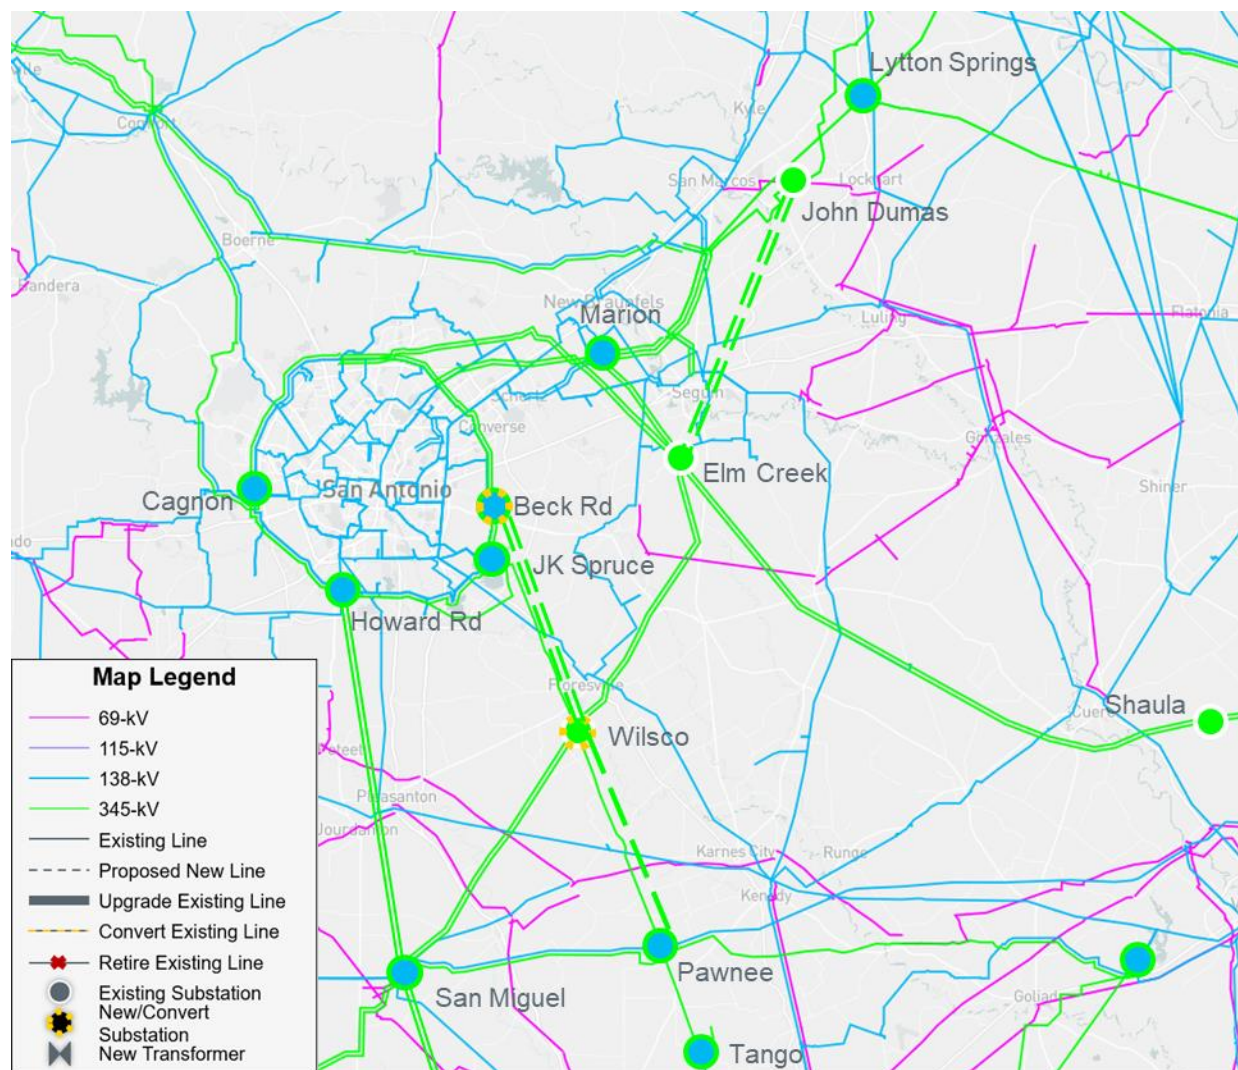 Lytton Springs
Kyle
Comfort
San Marcos
Lockhart
John Dumas
Boerne
Bandera
New Braunfels
Marion
Luling
Flatonia
Schertz
Seguin
Converse
Gonzales
Elm Creek
San Antonio
Cagnon
Beck Rd
Shiner
JK Spruce
Howard Rd
Floresville
Wilsco
Shaula
Cuero
Map Legend
69-kV
115-kV
138-kV
345-kV
Existing Line
Proposed New Line
Upgrade Existing Line
Convert Existing Line
Retire Existing Line
Existing Substation
New/Convert
Substation
New Transformer
Poteet
Pleasanton
Jourdanton
Karnes City
Runge
Kenedy
Pawnee
San Miguel
Goliad
Tango